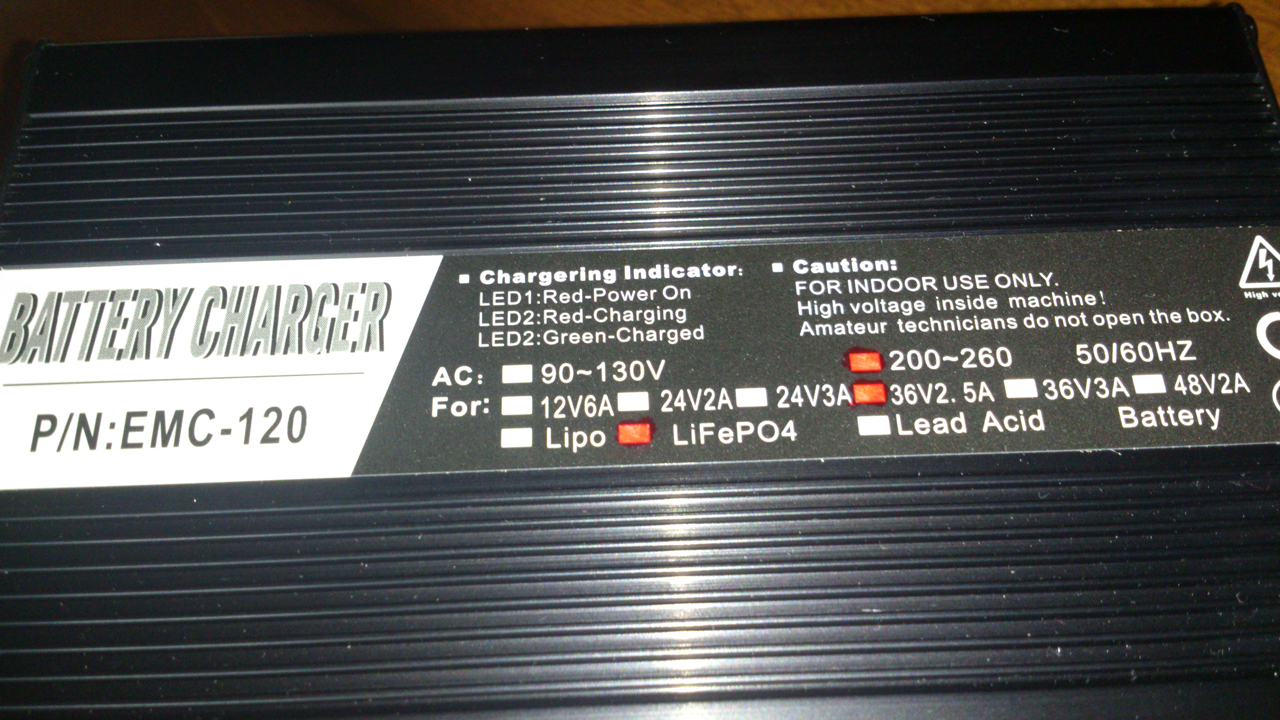 BATTERY CHARGER
P/N:EMC-120
Chargering Indicator:
LED1:Red-Power On
LED2:Red-Charging
LED2:Green-Charged
Caution:
FOR INDOOR USE ONLY.
High voltage inside machine!
Amateur technicians do not open the box.
AC: 90~130V 200~260 50/60HZ
For: 12V6A 24V2A 24V3A 36V2.5A 36V3A 48V2A
Lipo LiFePO4 Lead Acid Battery
High